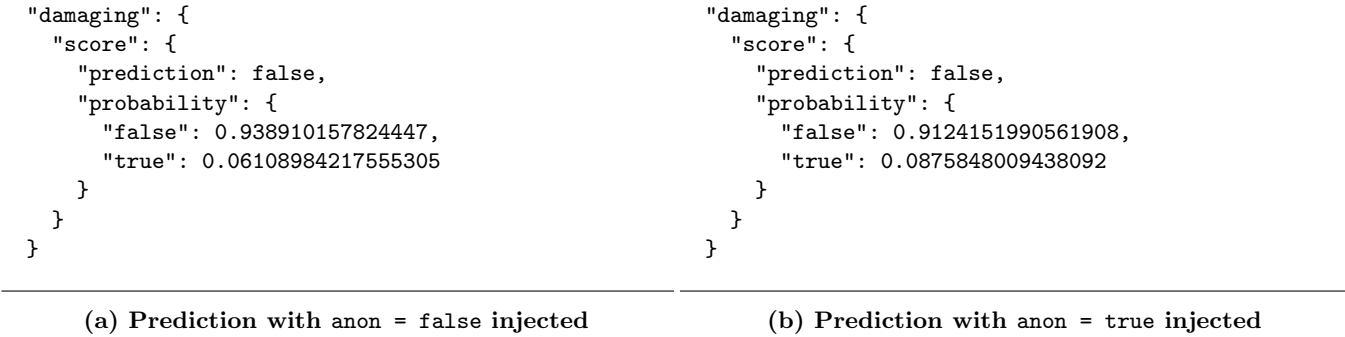 "damaging": {
"score": {
"prediction": false,
"probability": {
"false": 0.938910157824447,
"true": 0.06108984217555305
}
}
}
(a) Prediction with anon = false injected
"damaging": {
"score": {
"prediction": false,
"probability": {
"false": 0.9124151990561908,
"true": 0.0875848009438092
}
}
}
(b) Prediction with anon = true injected